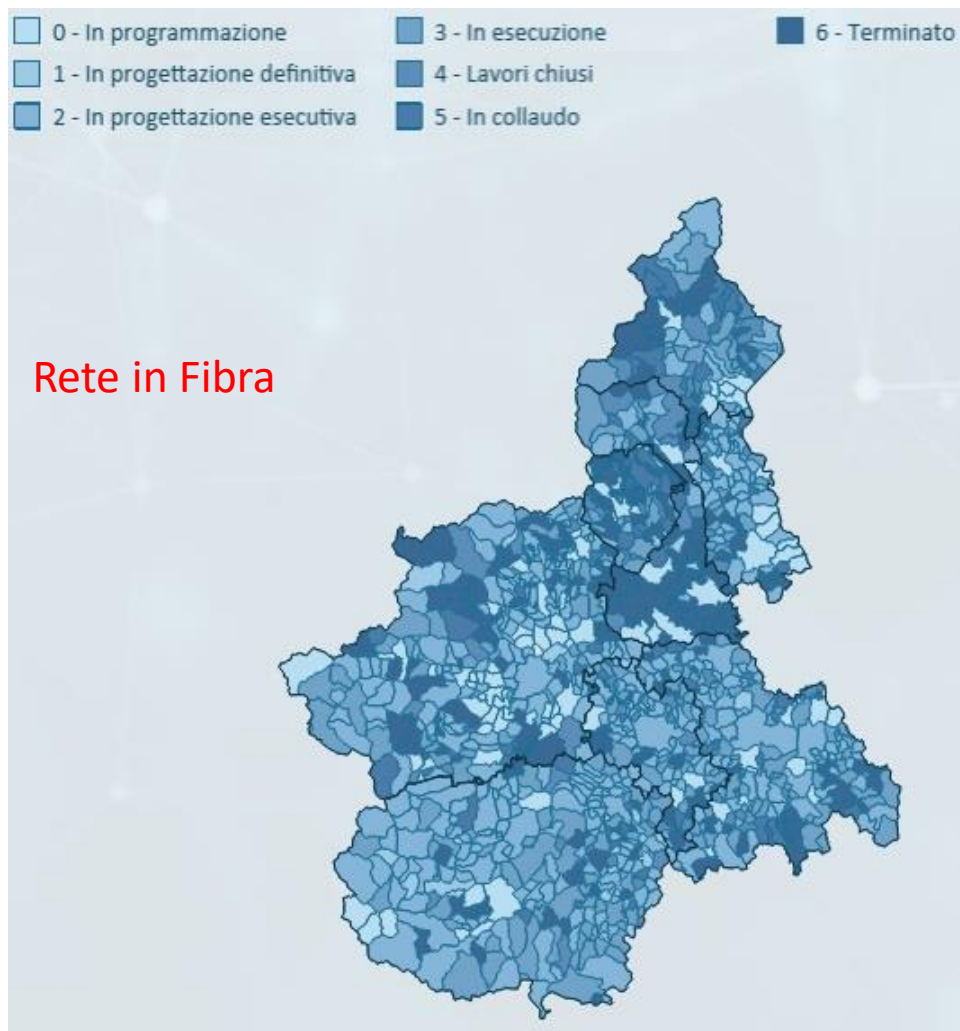 0 - In programmazione
1 - In progettazione definitiva
2 - In progettazione esecutiva
3 - In esecuzione
4 - Lavori chiusi
5 - In collaudo
6 - Terminato
Rete in Fibra